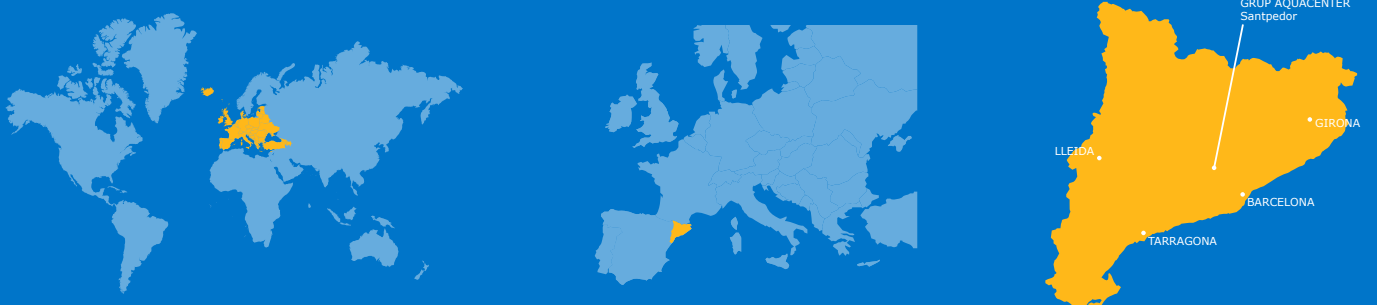 GRUP AQUACENTER
Santpedor
GIRONA
LLEIDA
BARCELONA
TARRAGONA